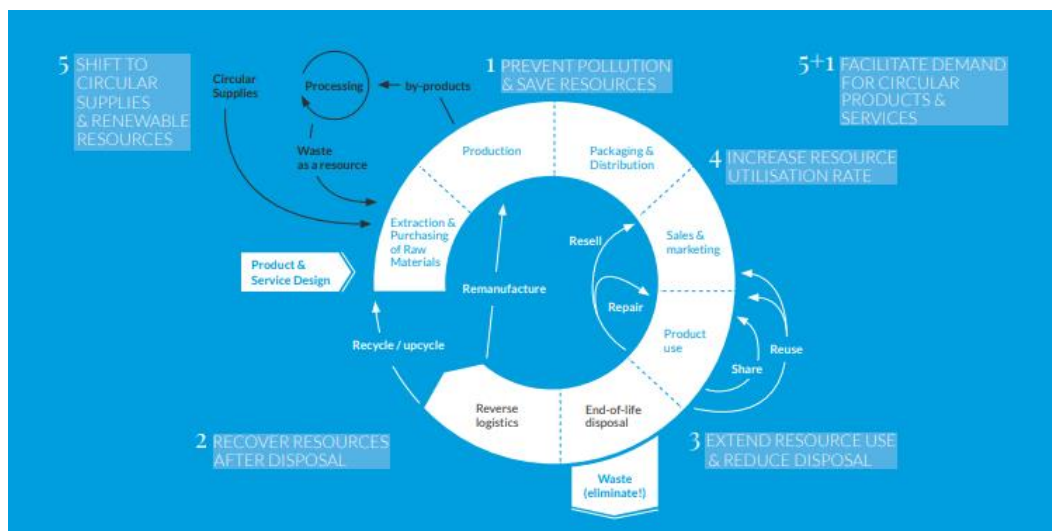 5 SHIFT TO
CIRCULAR
SUPPLIES
& RENEWABLE
RESOURCES
Circular
Supplies
Processing
by-products
Waste
as a resource
1 PREVENT POLLUTION
& SAVE RESOURCES
5+1 FACILITATE DEMAND
FOR CIRCULAR
PRODUCTS &
SERVICES
4 INCREASE RESOURCE
UTILISATION RATE
Production
Packaging &
Distribution
Extraction &
Purchasing
of Raw
Materials
Sales &
marketing
Resell
Product &
Service Design
Remanufacture
Repair
Product
use
Recycle / upcycle
Share
Reuse
Reverse
logistics
End-of-life
disposal
2 RECOVER RESOURCES
AFTER DISPOSAL
3 EXTEND RESOURCE USE
& REDUCE DISPOSAL
Waste
(eliminate!)